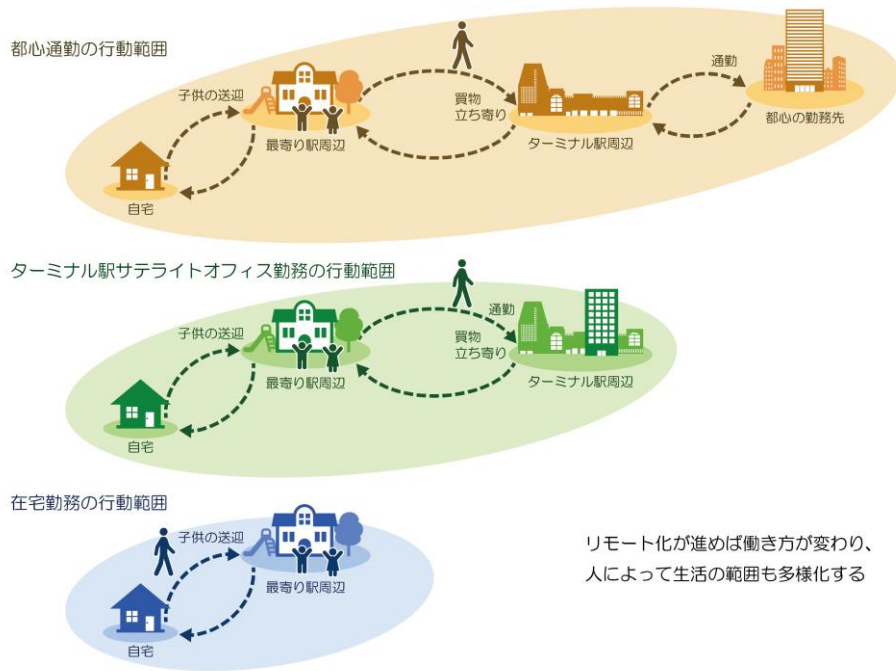 都心通勤の行動範囲
子供の送迎
買物
立ち寄り
通勤
自宅
最寄り駅周辺
ターミナル駅周辺
都心の勤務先
ターミナル駅サテライトオフィス勤務の行動範囲
子供の送迎
通勤
買物
立ち寄り
自宅
最寄り駅周辺
ターミナル駅周辺
在宅勤務の行動範囲
子供の送迎
自宅
最寄り駅周辺
リモート化が進めば働き方が変わり、
人によって生活の範囲も多様化する